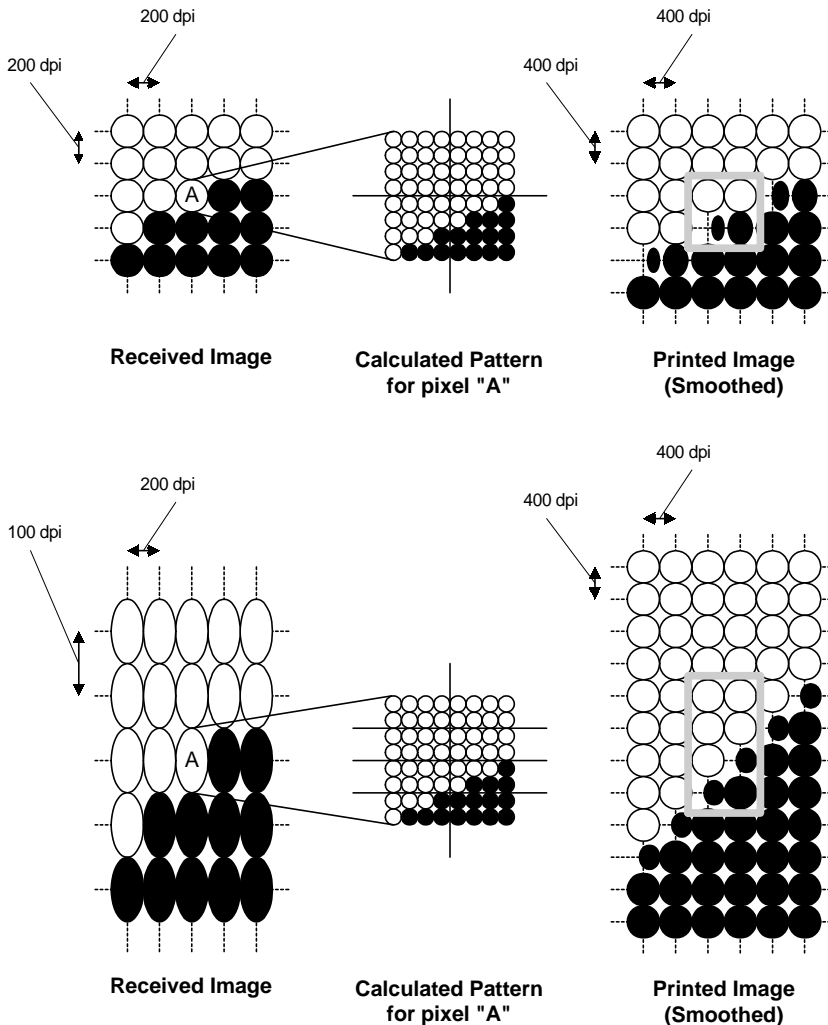 200 dpi
200 dpi
400 dpi
400 dpi
A
Received Image
Calculated Pattern
for pixel "A"
Printed Image
(Smoothed)
400 dpi
200 dpi
400 dpi
100 dpi
A
Received Image
Calculated Pattern
for pixel "A"
Printed Image
(Smoothed)